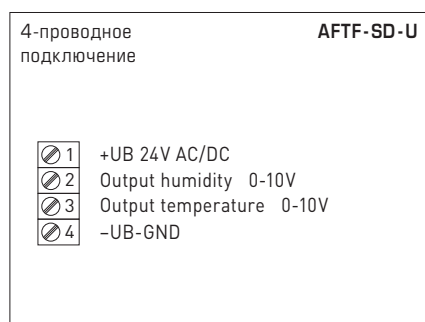 4-проводное AFTF-SD-U
подключение
1 +UB 24V AC/DC
2 Output humidity 0-10V
3 Output temperature 0-10V
4 –UB-GND